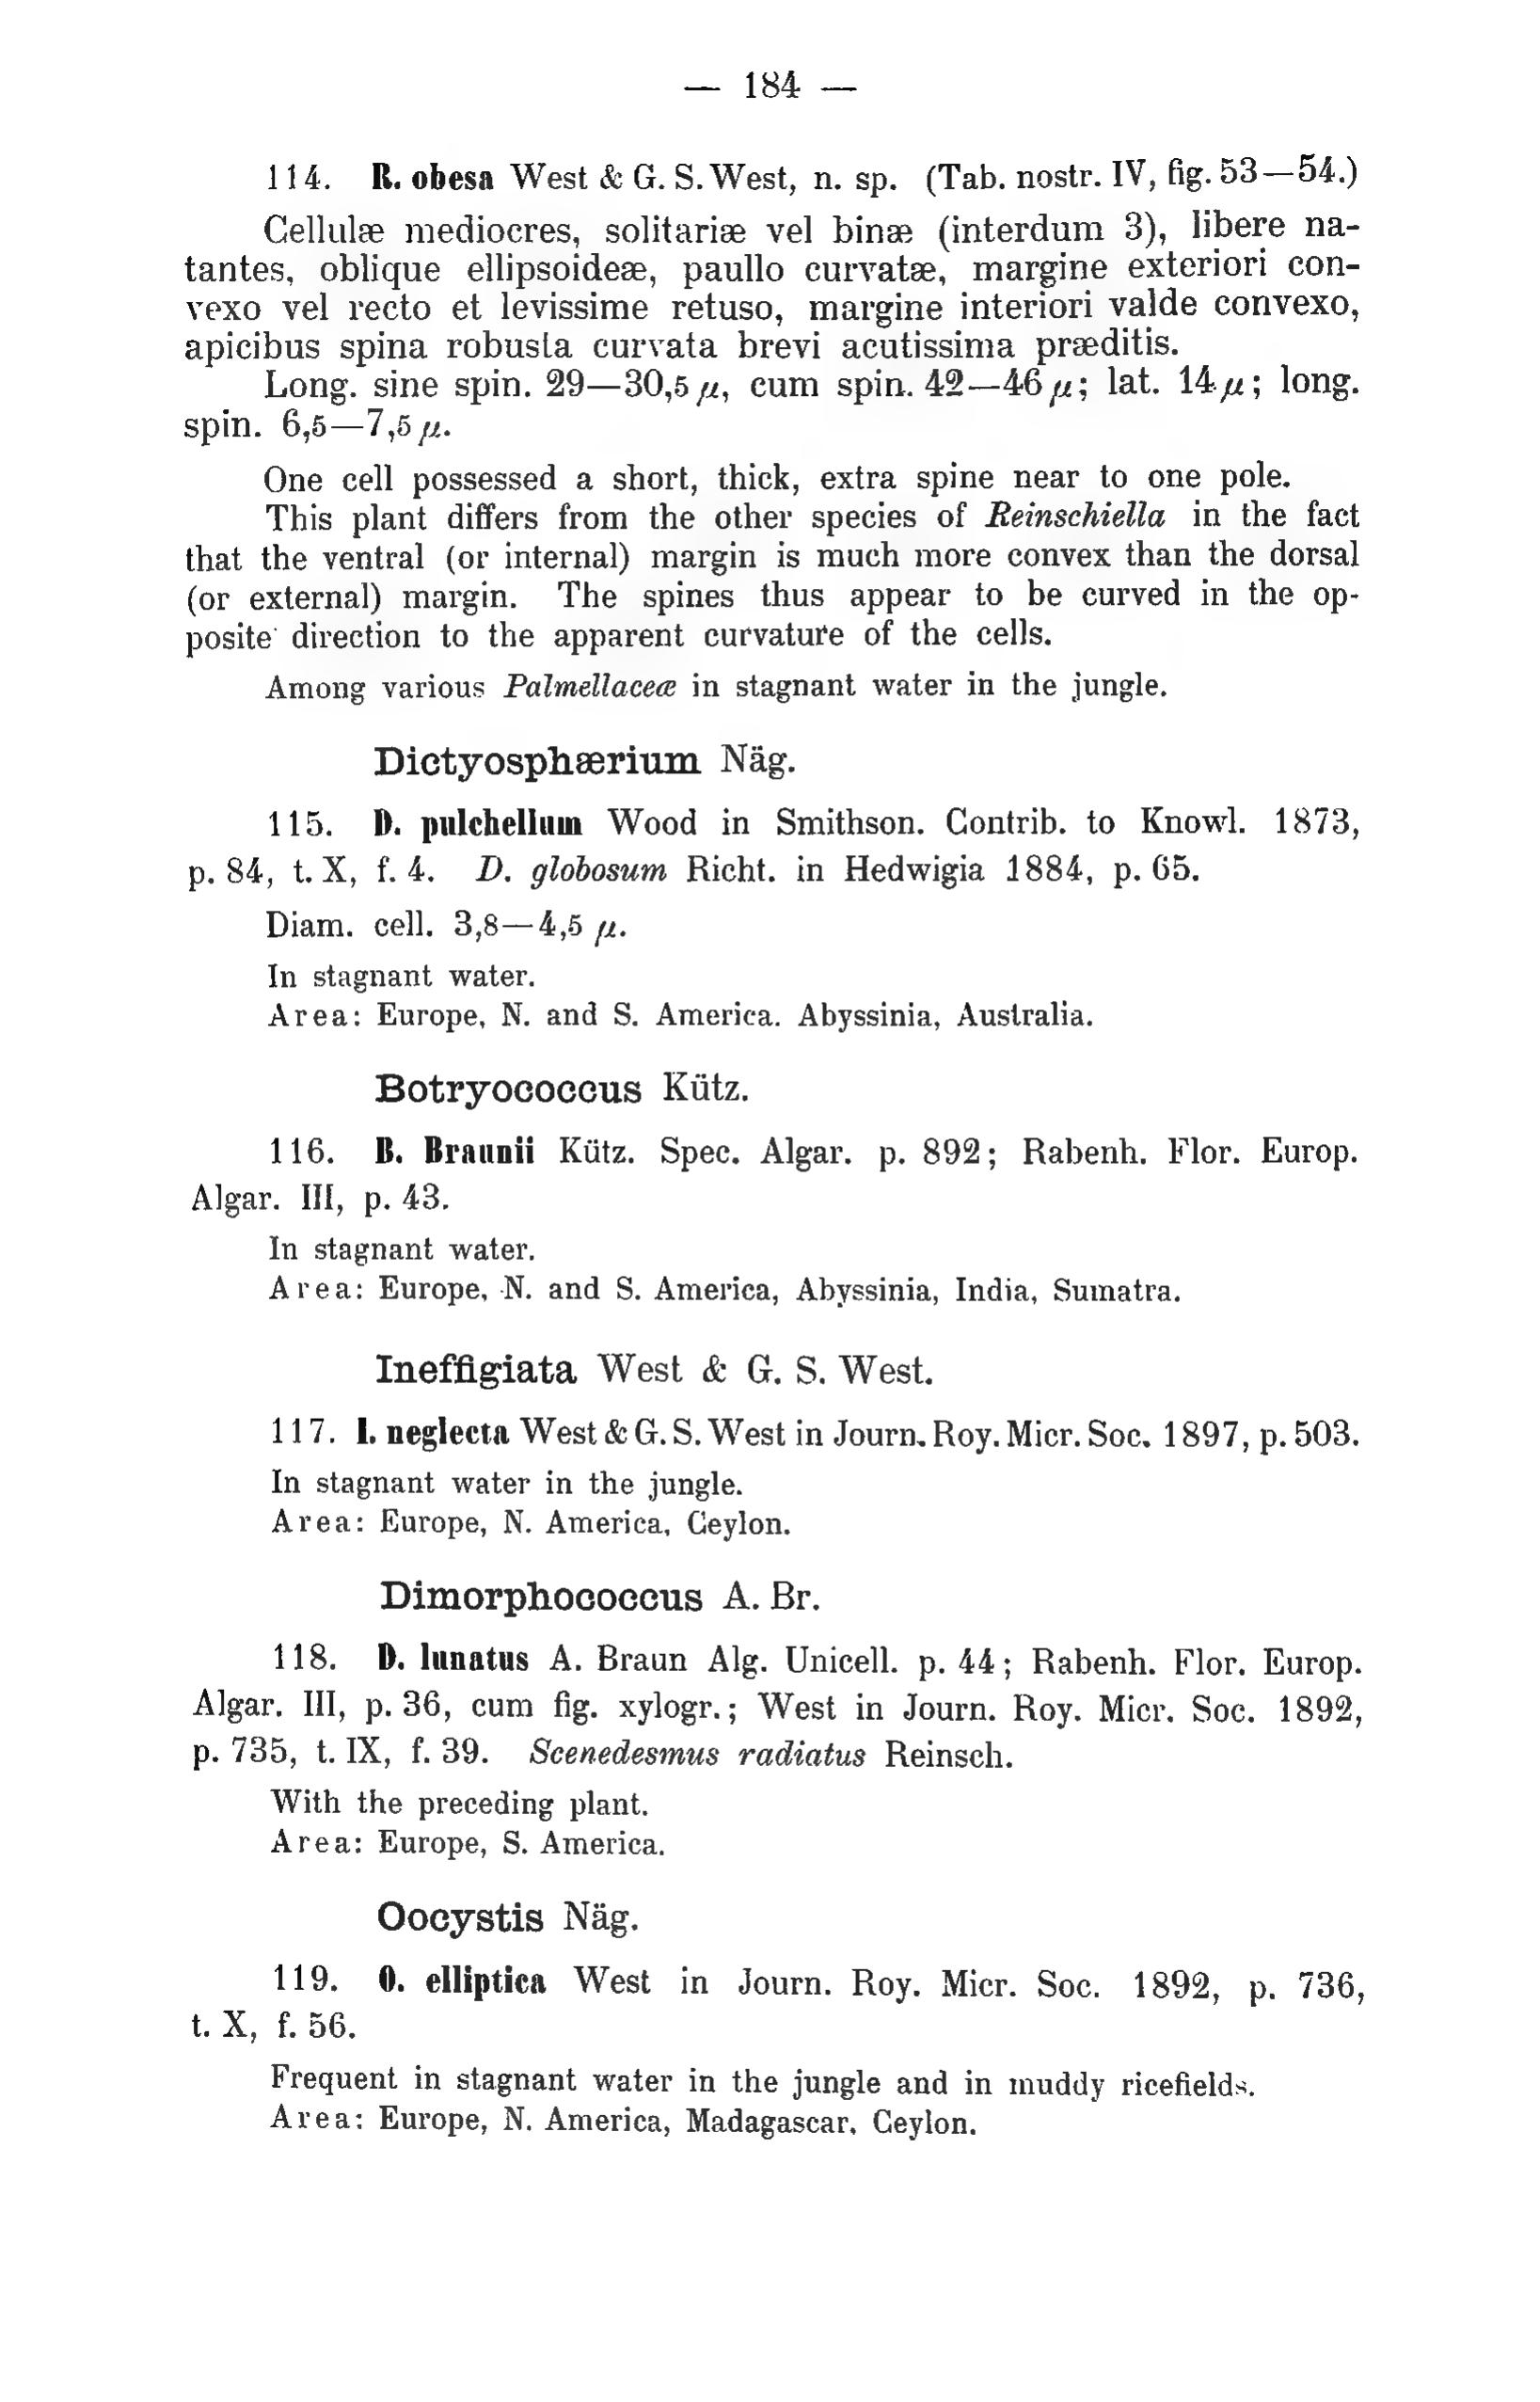 — 184 —
114. R. obesa West & G. S. West, n. sp. (Tab. nostr. IV, fig. 53—54.)
Cellulæ mediocres, solitariæ vel binæ (interdum 3), libere na-
tantes, oblique ellipsoideæ, paullo curvatæ, margine exteriori con-
vexo vel recto et levissime retuso, margine interiori valde convexo,
apicibus spina robusta curvata brevi acutissima præditis.
Long. sine spin. 29—30,5 μ, cum spin. 42—46 μ; lat. 14 μ; long.
spin. 6,5—7,5 μ.
One cell possessed a short, thick, extra spine near to one pole.
This plant differs from the other species of Reinschiella in the fact
that the ventral (or internal) margin is much more convex than the dorsal
(or external) margin. The spines thus appear to be curved in the op-
posite direction to the apparent curvature of the cells.
Among various Palmellaceæ in stagnant water in the jungle.
Dictyosphærium Näg.
115. D. pulchellum Wood in Smithson. Contrib. to Knowl. 1873,
p. 84, t. X, f. 4. D. globosum Richt. in Hedwigia 1884, p. 65.
Diam. cell. 3,8—4,5 μ.
In stagnant water.
Area: Europe, N. and S. America. Abyssinia, Australia.
Botryococcus Kütz.
116. B. Braunii Kütz. Spec. Algar. p. 892; Rabenh. Flor. Europ.
Algar. III, p. 43.
In stagnant water.
Area: Europe, N. and S. America, Abyssinia, India, Sumatra.
Ineffigiata West & G. S. West.
117. I. neglecta West & G. S. West in Journ. Roy. Micr. Soc. 1897, p. 503.
In stagnant water in the jungle.
Area: Europe, N. America, Ceylon.
Dimorphococcus A. Br.
118. D. lunatus A. Braun Alg. Unicell. p. 44; Rabenh. Flor. Europ.
Algar. III, p. 36, cum fig. xylogr.; West in Journ. Roy. Micr. Soc. 1892,
p. 735, t. IX, f. 39. Scenedesmus radiatus Reinsch.
With the preceding plant.
Area: Europe, S. America.
Oocystis Näg.
119. O. elliptica West in Journ. Roy. Micr. Soc. 1892, p. 736,
t. X, f. 56.
Frequent in stagnant water in the jungle and in muddy ricefields.
Area: Europe, N. America, Madagascar, Ceylon.